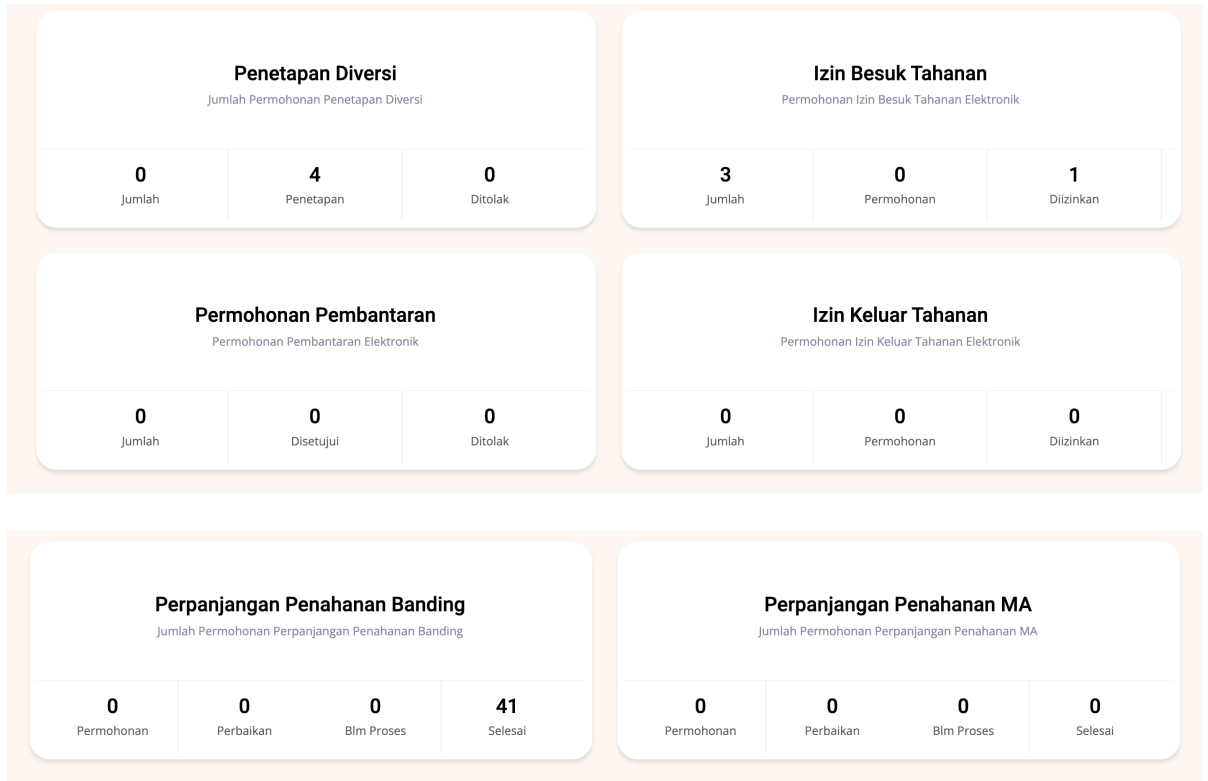 Penetapan Diversi
Jumlah Permohonan Penetapan Diversi
0 4 0
Jumlah Penetapan Ditolak
Izin Besuk Tahanan
Permohonan Izin Besuk Tahanan Elektronik
3 0 1
Jumlah Permohonan Diizinkan
Permohonan Pembantaran
Permohonan Pembantaran Elektronik
0 0 0
Jumlah Disetujui Ditolak
Izin Keluar Tahanan
Permohonan Izin Keluar Tahanan Elektronik
0 0 0
Jumlah Permohonan Diizinkan
Perpanjangan Penahanan Banding
Jumlah Permohonan Perpanjangan Penahanan Banding
0 0 0 41
Permohonan Perbaikan Blm Proses Selesai
Perpanjangan Penahanan MA
Jumlah Permohonan Perpanjangan Penahanan MA
0 0 0 0
Permohonan Perbaikan Blm Proses Selesai